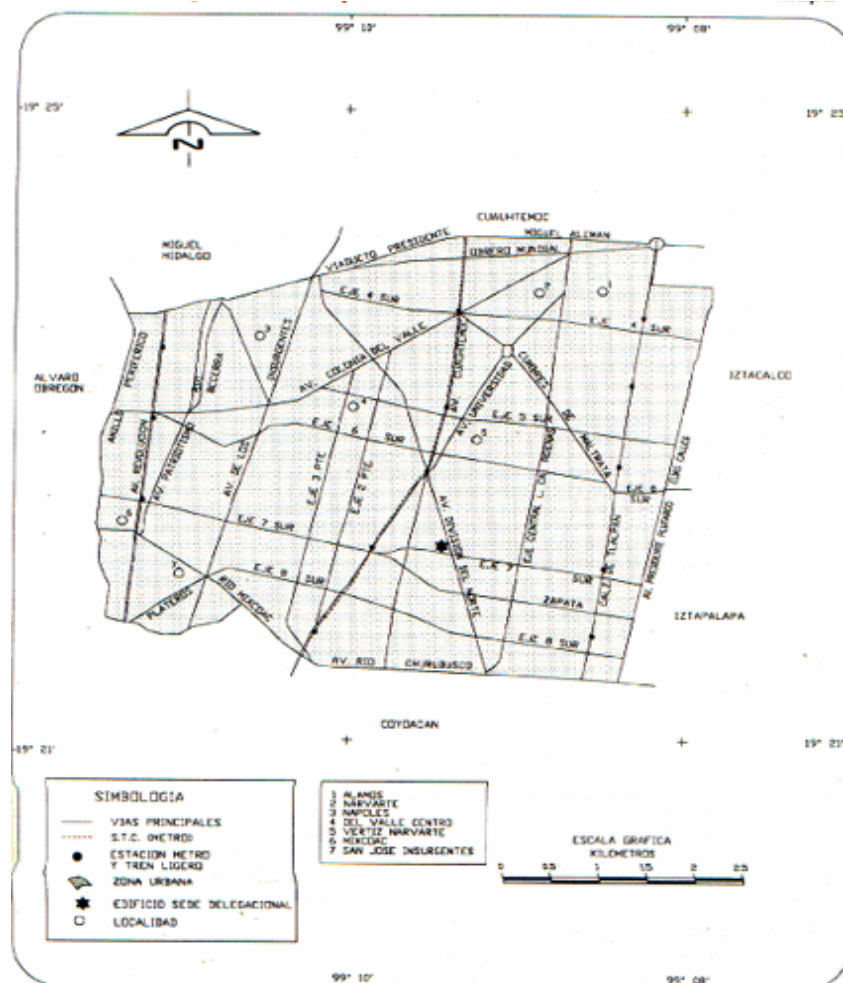 99° 10'
99° 08'
19° 23'
19° 23'
N
CUAUHTEMOC
MIGUEL
HIDALGO
VIADUCTO PRESIDENTE
MIGUEL ALEMAN
OBRERO MUNDIAL
EJE 4 SUR
EJE 4 SUR
ALVARO
OBREGON
ANILLO PERIFERICO
BECERRA
INSURGENTES
AV. COLONIA DEL VALLE
AV. CUAUHTEMOC
AV. UNIVERSIDAD
CUMBRES DE MALTRATA
IZTACALCO
AV. REVOLUCION
AV. PATRIOTISMO
AV. DE LOS
EJE 5 SUR
EJE 6 SUR
EJE 6
SUR
EJE 3 PTE
EJE 2 PTE
EJE CENTRAL L. CARDENAS
CALZ DE TLALPAN
AV. PRESIDENTE PLUTARCO ELIAS CALLES
AV. DIVISION DEL NORTE
EJE 7 SUR
EJE 7 SUR
ZAPATA
EJE 8 SUR
EJE 8 SUR
PLATEROS
RIO MIXCOAC
AV. RIO CHURUBUSCO
IZTAPALAPA
COYOACAN
19° 21'
19° 21'
SIMBOLOGIA
VIAS PRINCIPALES
S.T.C. (METRO)
ESTACION METRO
Y TREN LIGERO
ZONA URBANA
EDIFICIO SEDE DELEGACIONAL
LOCALIDAD
1 ALAMOS
2 NARVARTE
3 NAPOLES
4 DEL VALLE CENTRO
5 VERTIZ NARVARTE
6 MIXCOAC
7 SAN JOSE INSURGENTES
ESCALA GRAFICA
KILOMETROS
0 0.5 1 1.5 2 2.5
99° 10'
99° 08'